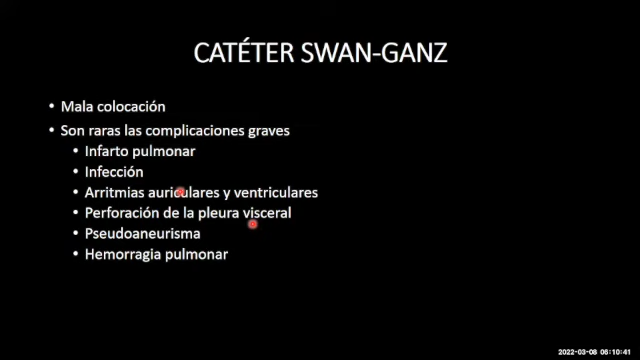 CATÉTER SWAN-GANZ
• Mala colocación
• Son raras las complicaciones graves
• Infarto pulmonar
• Infección
• Arritmias auriculares y ventriculares
• Perforación de la pleura visceral
• Pseudoaneurisma
• Hemorragia pulmonar
2022-03-08 08:10:41